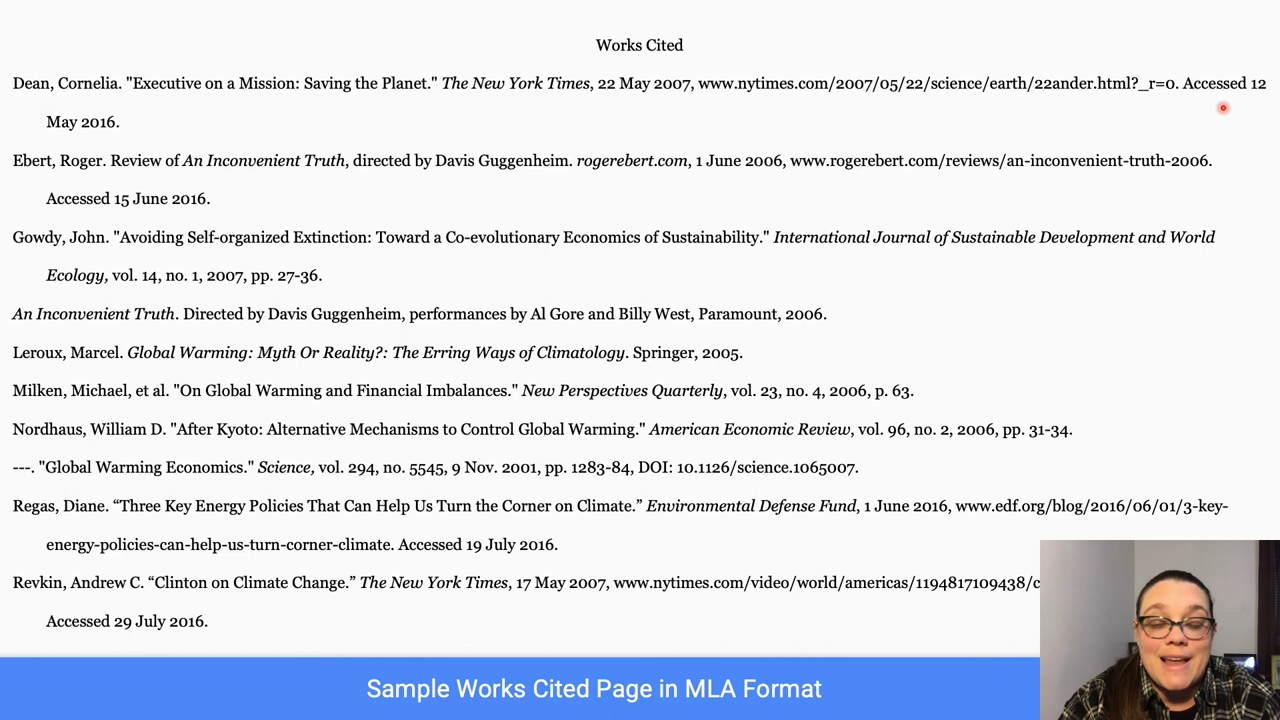 Works Cited
Dean, Cornelia. "Executive on a Mission: Saving the Planet." The New York Times, 22 May 2007, www.nytimes.com/2007/05/22/science/earth/22ander.html?_r=0. Accessed 12
May 2016.
Ebert, Roger. Review of An Inconvenient Truth, directed by Davis Guggenheim. rogerebert.com, 1 June 2006, www.rogerebert.com/reviews/an-inconvenient-truth-2006.
Accessed 15 June 2016.
Gowdy, John. "Avoiding Self-organized Extinction: Toward a Co-evolutionary Economics of Sustainability." International Journal of Sustainable Development and World
Ecology, vol. 14, no. 1, 2007, pp. 27-36.
An Inconvenient Truth. Directed by Davis Guggenheim, performances by Al Gore and Billy West, Paramount, 2006.
Leroux, Marcel. Global Warming: Myth Or Reality?: The Erring Ways of Climatology. Springer, 2005.
Milken, Michael, et al. "On Global Warming and Financial Imbalances." New Perspectives Quarterly, vol. 23, no. 4, 2006, p. 63.
Nordhaus, William D. "After Kyoto: Alternative Mechanisms to Control Global Warming." American Economic Review, vol. 96, no. 2, 2006, pp. 31-34.
---. "Global Warming Economics." Science, vol. 294, no. 5545, 9 Nov. 2001, pp. 1283-84, DOI: 10.1126/science.1065007.
Regas, Diane. “Three Key Energy Policies That Can Help Us Turn the Corner on Climate.” Environmental Defense Fund, 1 June 2016, www.edf.org/blog/2016/06/01/3-key-
energy-policies-can-help-us-turn-corner-climate. Accessed 19 July 2016.
Revkin, Andrew C. “Clinton on Climate Change.” The New York Times, 17 May 2007, www.nytimes.com/video/world/americas/1194817109438/c
Accessed 29 July 2016.
Sample Works Cited Page in MLA Format